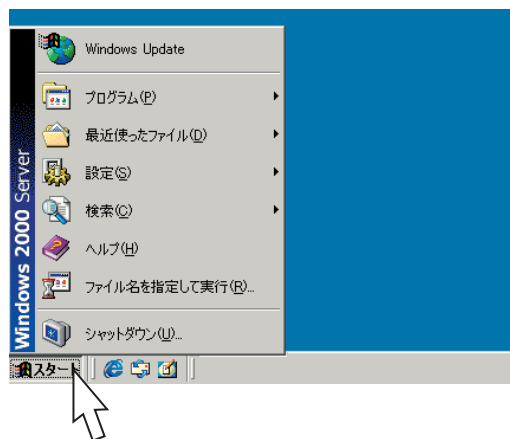 Windows Update
プログラム(P)
最近使ったファイル(D)
設定(S)
検索(C)
ヘルプ(H)
ファイル名を指定して実行(R)...
シャットダウン(U)...
Windows 2000 Server
スタート